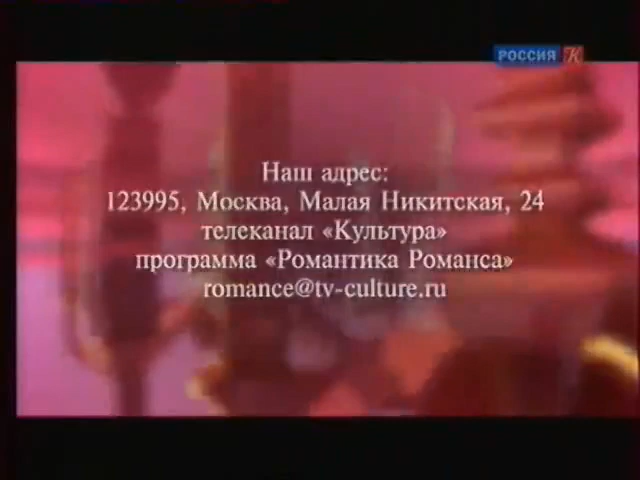 РОССИЯ К
Наш адрес:
123995, Москва, Малая Никитская, 24
телеканал «Культура»
программа «Романтика Романса»
romance@tv-culture.ru